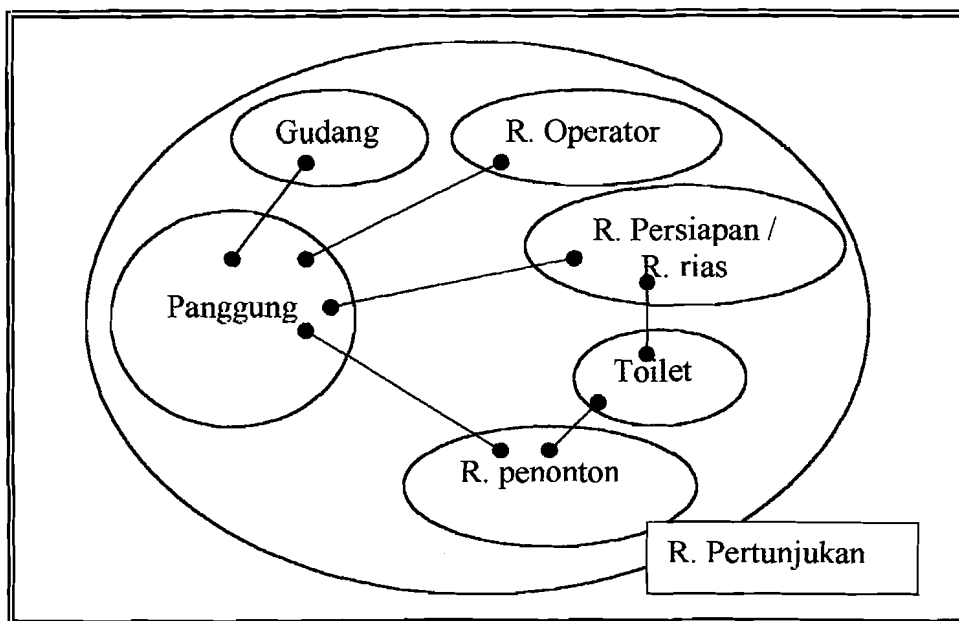 Gudang
R. Operator
R. Persiapan /
R. rias
Panggung
Toilet
R. penonton
R. Pertunjukan